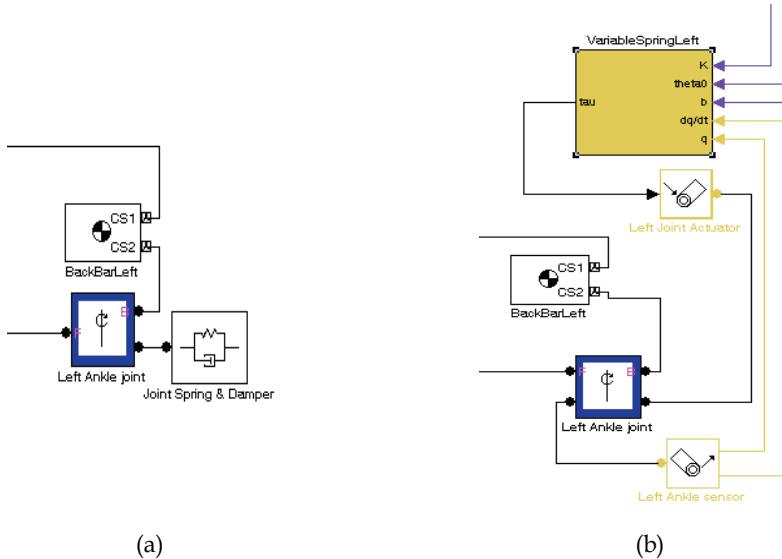 CS1
CS2
BackBarLeft
F
B
Left Ankle joint
Joint Spring & Damper
(a)
VariableSpringLeft
K
theta0
tau
b
dq/dt
q
Left Joint Actuator
CS1
CS2
BackBarLeft
F
B
Left Ankle joint
Left Ankle sensor
(b)